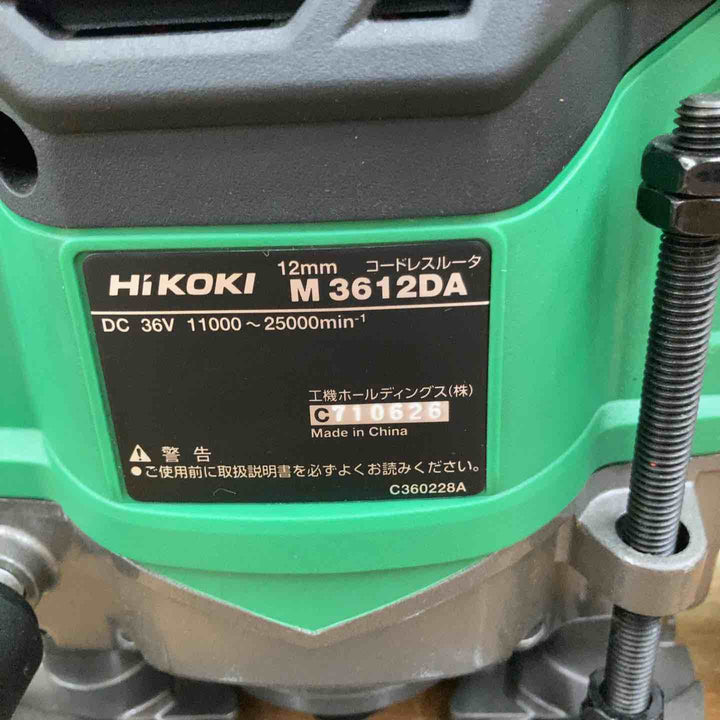 HiKOKI 12mm コードレスルータ
M 3612DA
DC 36V 11000～25000min-1
工機ホールディングス(株)
C710626
Made in China
⚠ 警告
●ご使用前に取扱説明書を必ずよくお読みください。
C360228A